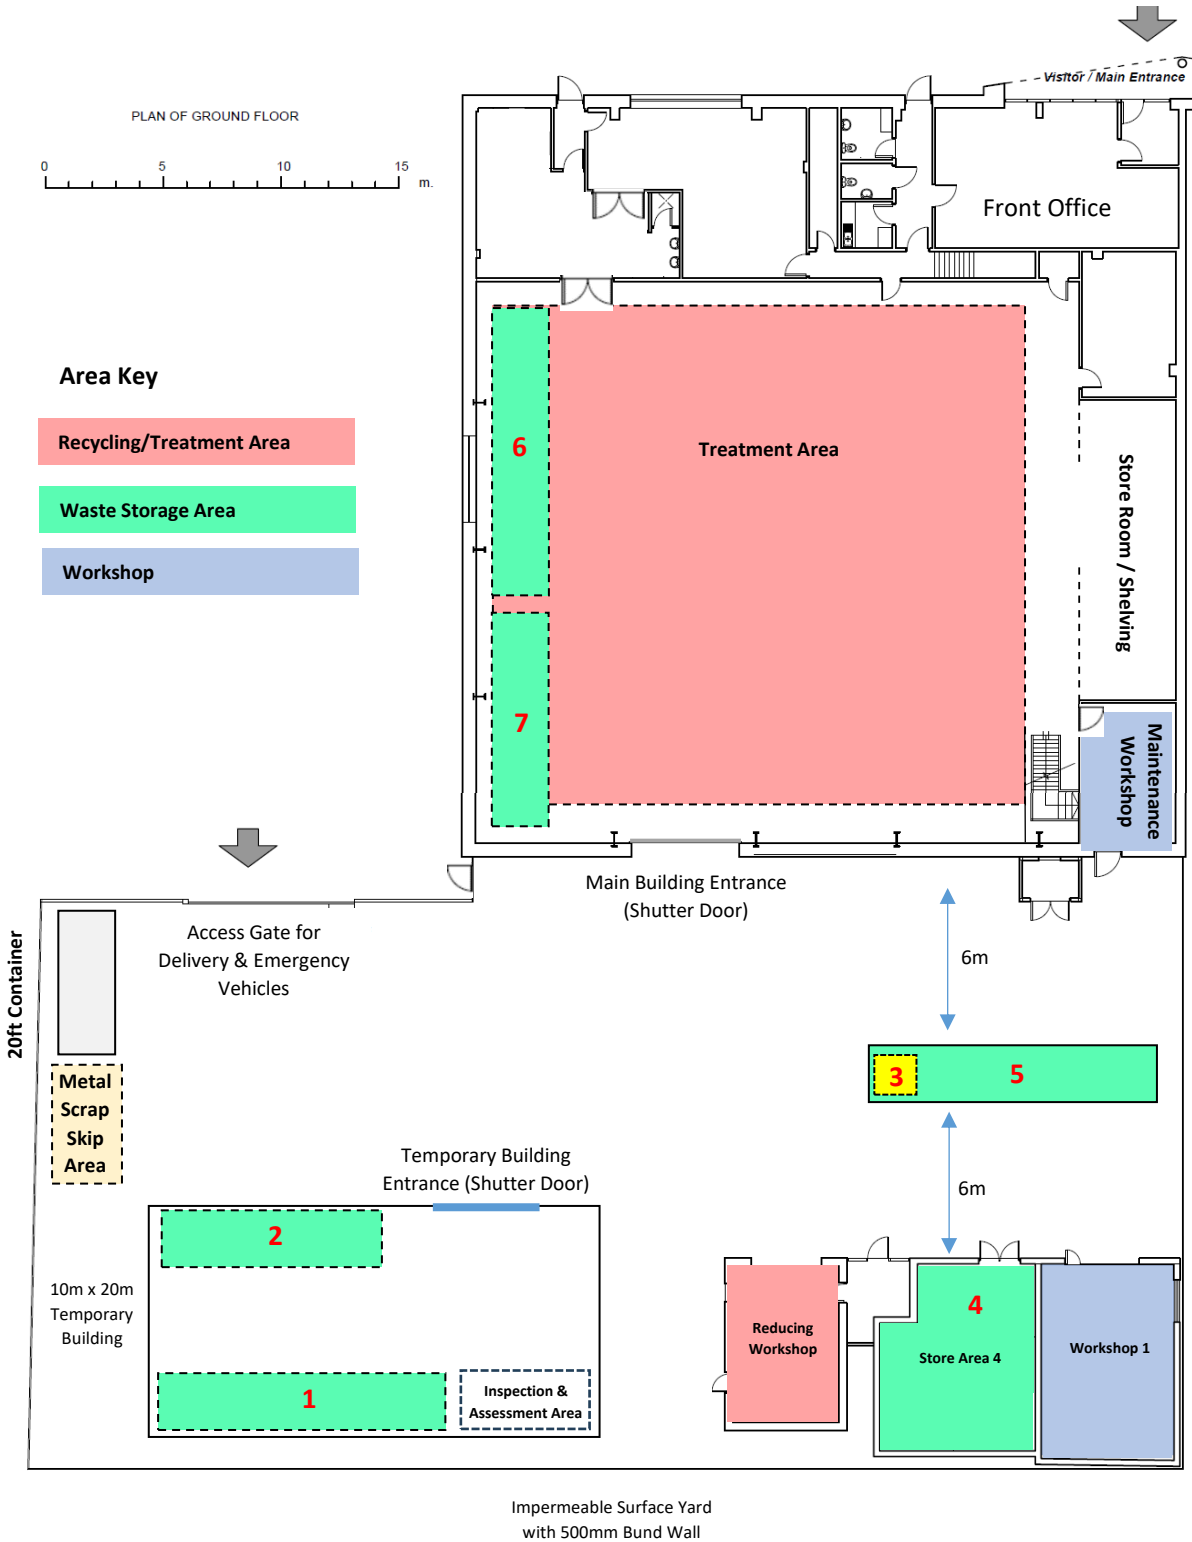 Visitor / Main Entrance
PLAN OF GROUND FLOOR
0 5 10 15
m.
Front Office
Area Key
Recycling/Treatment Area
Waste Storage Area
Workshop
6
Treatment Area
Store Room / Shelving
7
Maintenance
Workshop
Main Building Entrance
(Shutter Door)
Access Gate for
Delivery & Emergency
Vehicles
20ft Container
6m
3
5
Metal
Scrap
Skip
Area
Temporary Building
Entrance (Shutter Door)
6m
2
10m x 20m
Temporary
Building
4
Reducing
Workshop
Store Area 4
Workshop 1
1
Inspection &
Assessment Area
Impermeable Surface Yard
with 500mm Bund Wall